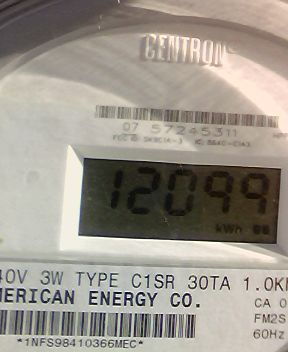 CENTRON
07 57245311
12099
kWh
40V 3W TYPE C1SR 30TA 1.0K
MERICAN ENERGY CO.
CA 0
FM2S
60Hz
*1NFS98410366MEC*